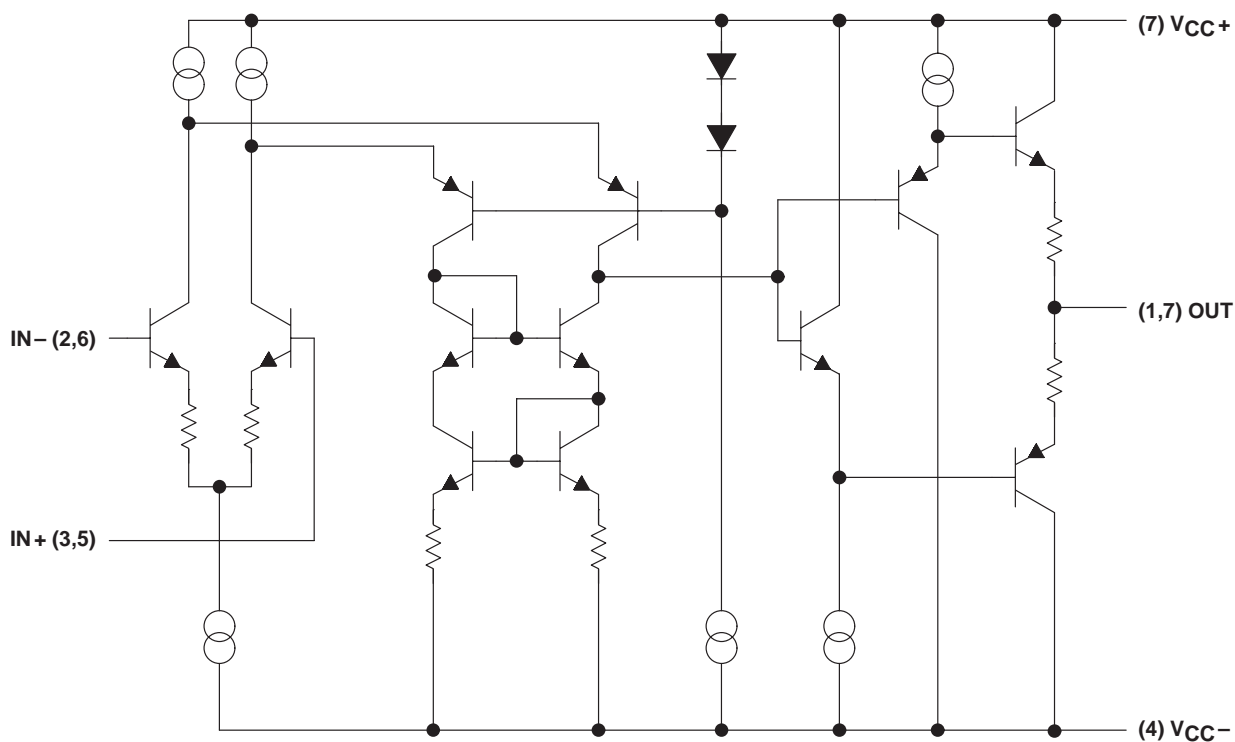 (7) VCC+
IN− (2,6)
(1,7) OUT
IN+ (3,5)
(4) VCC−